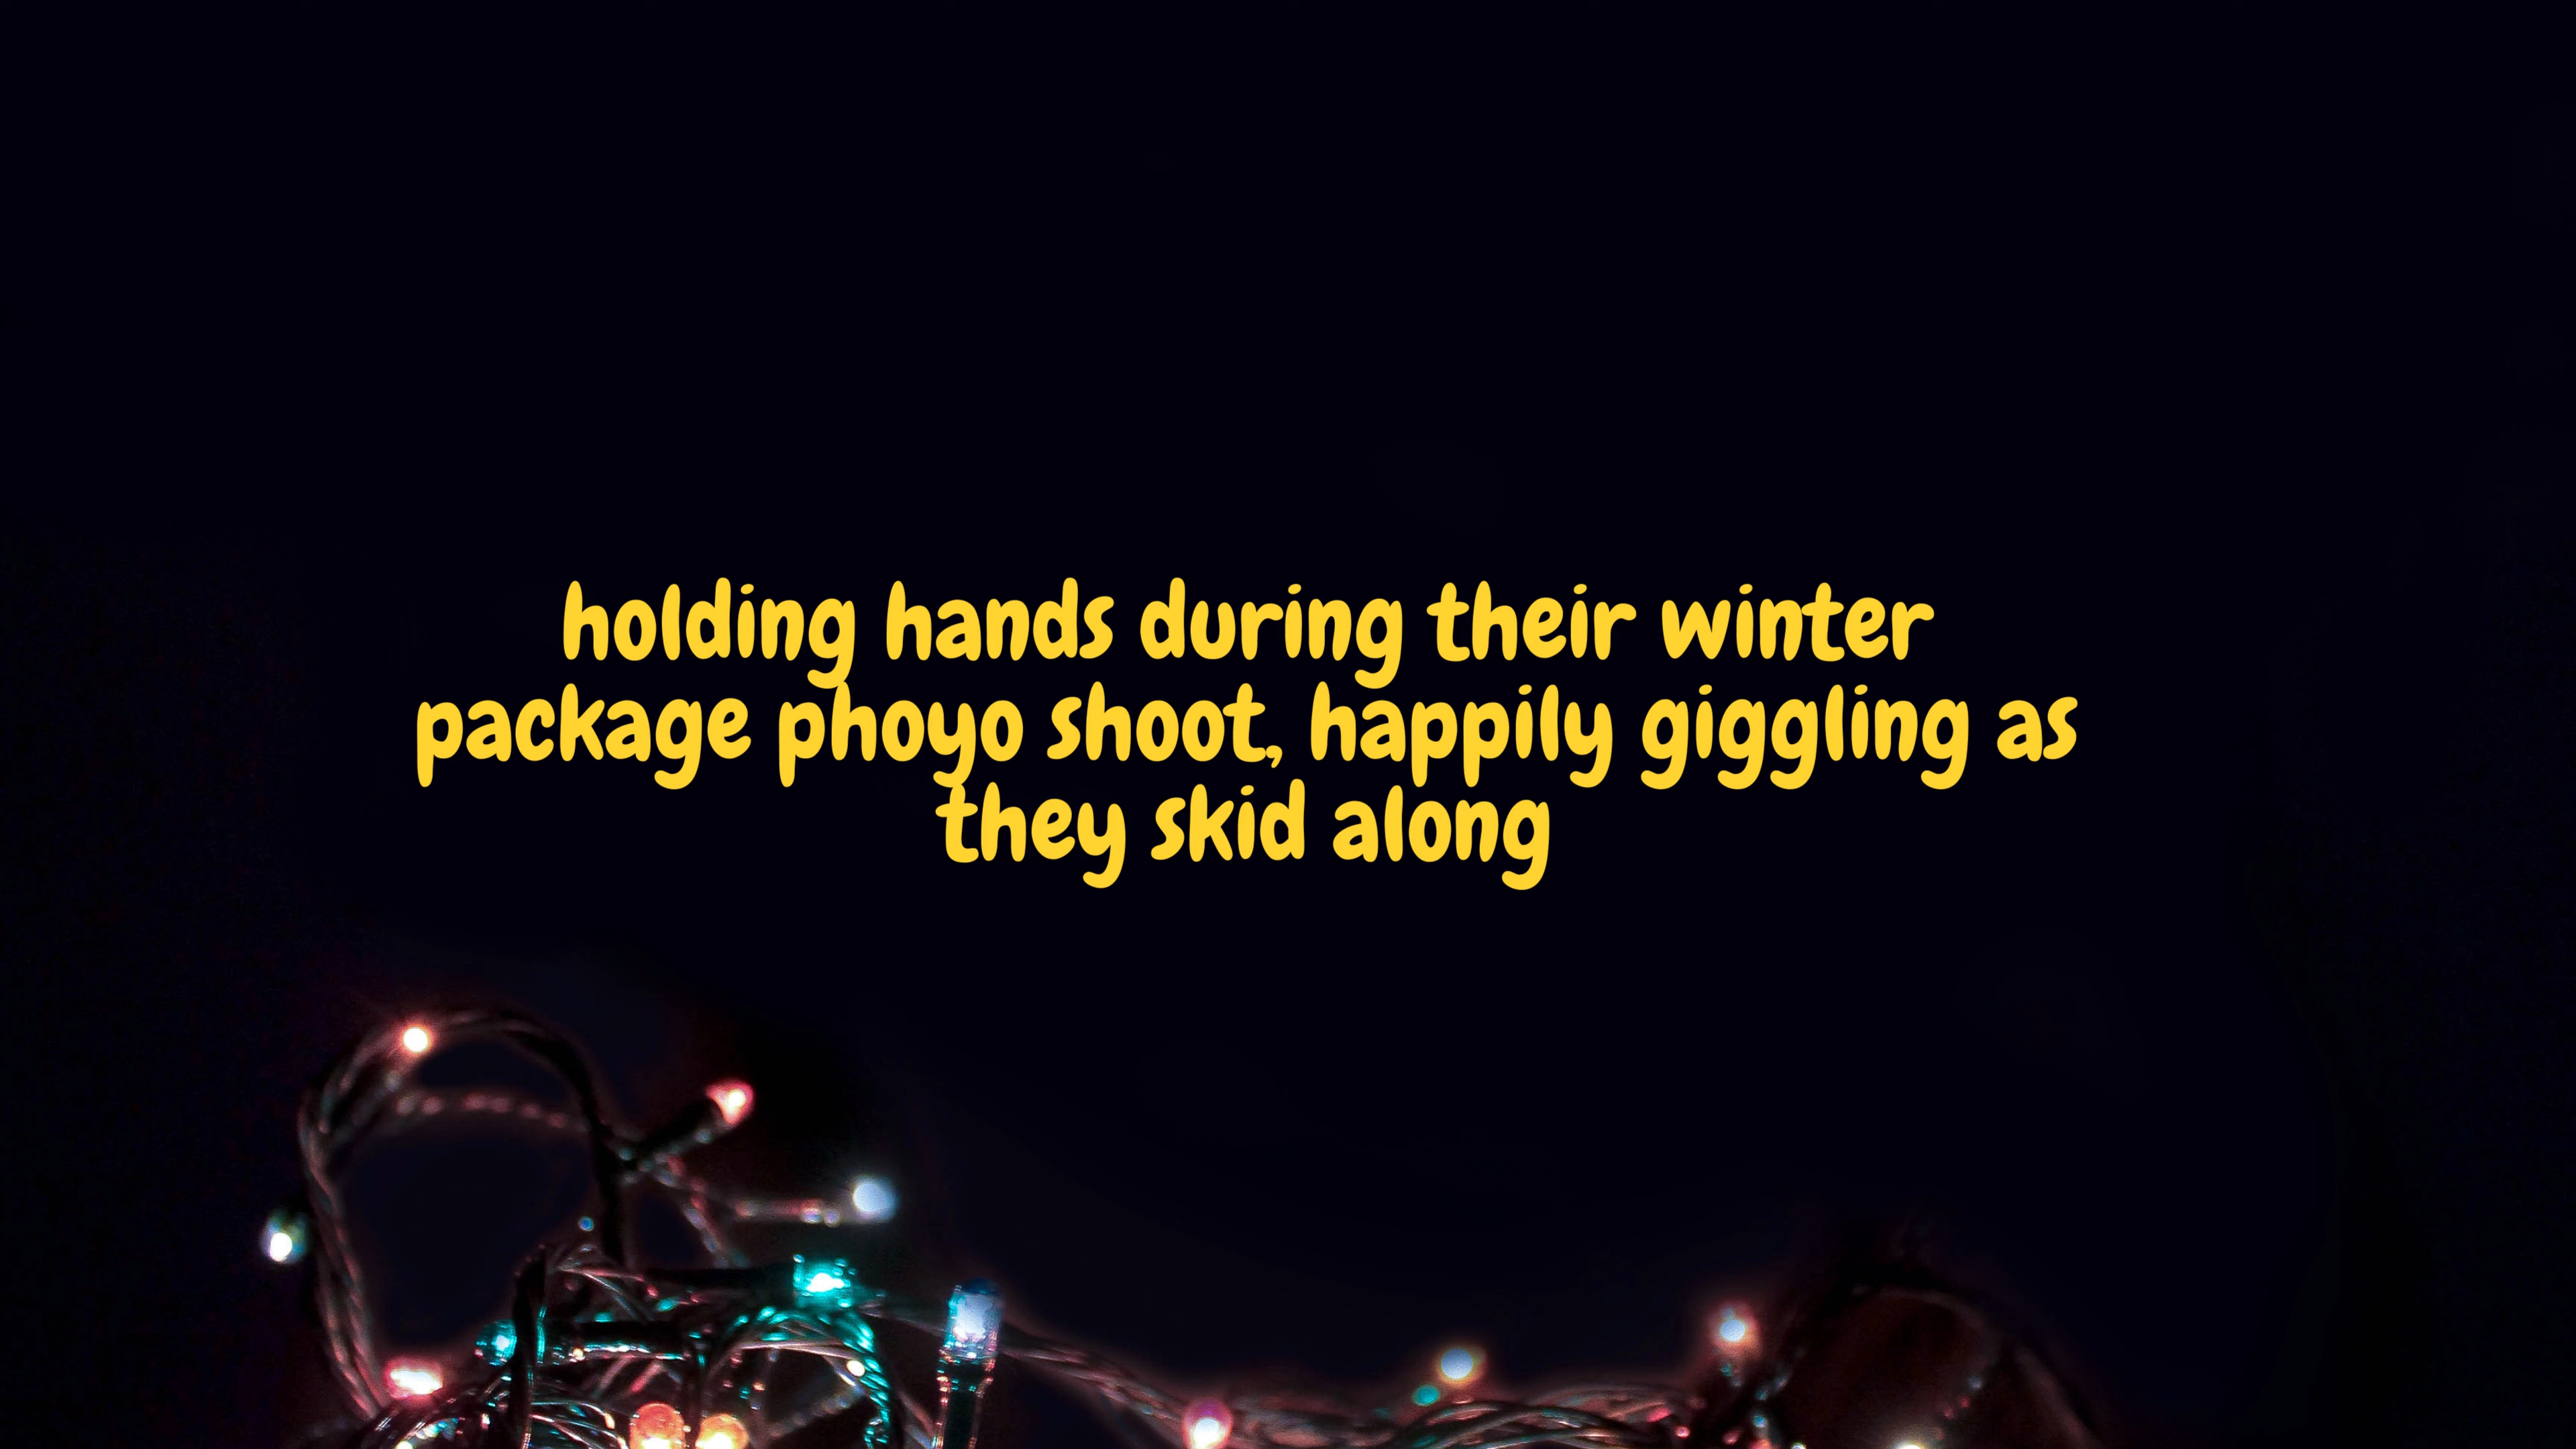 holding hands during their winter
package phoyo shoot, happily giggling as
they skid along